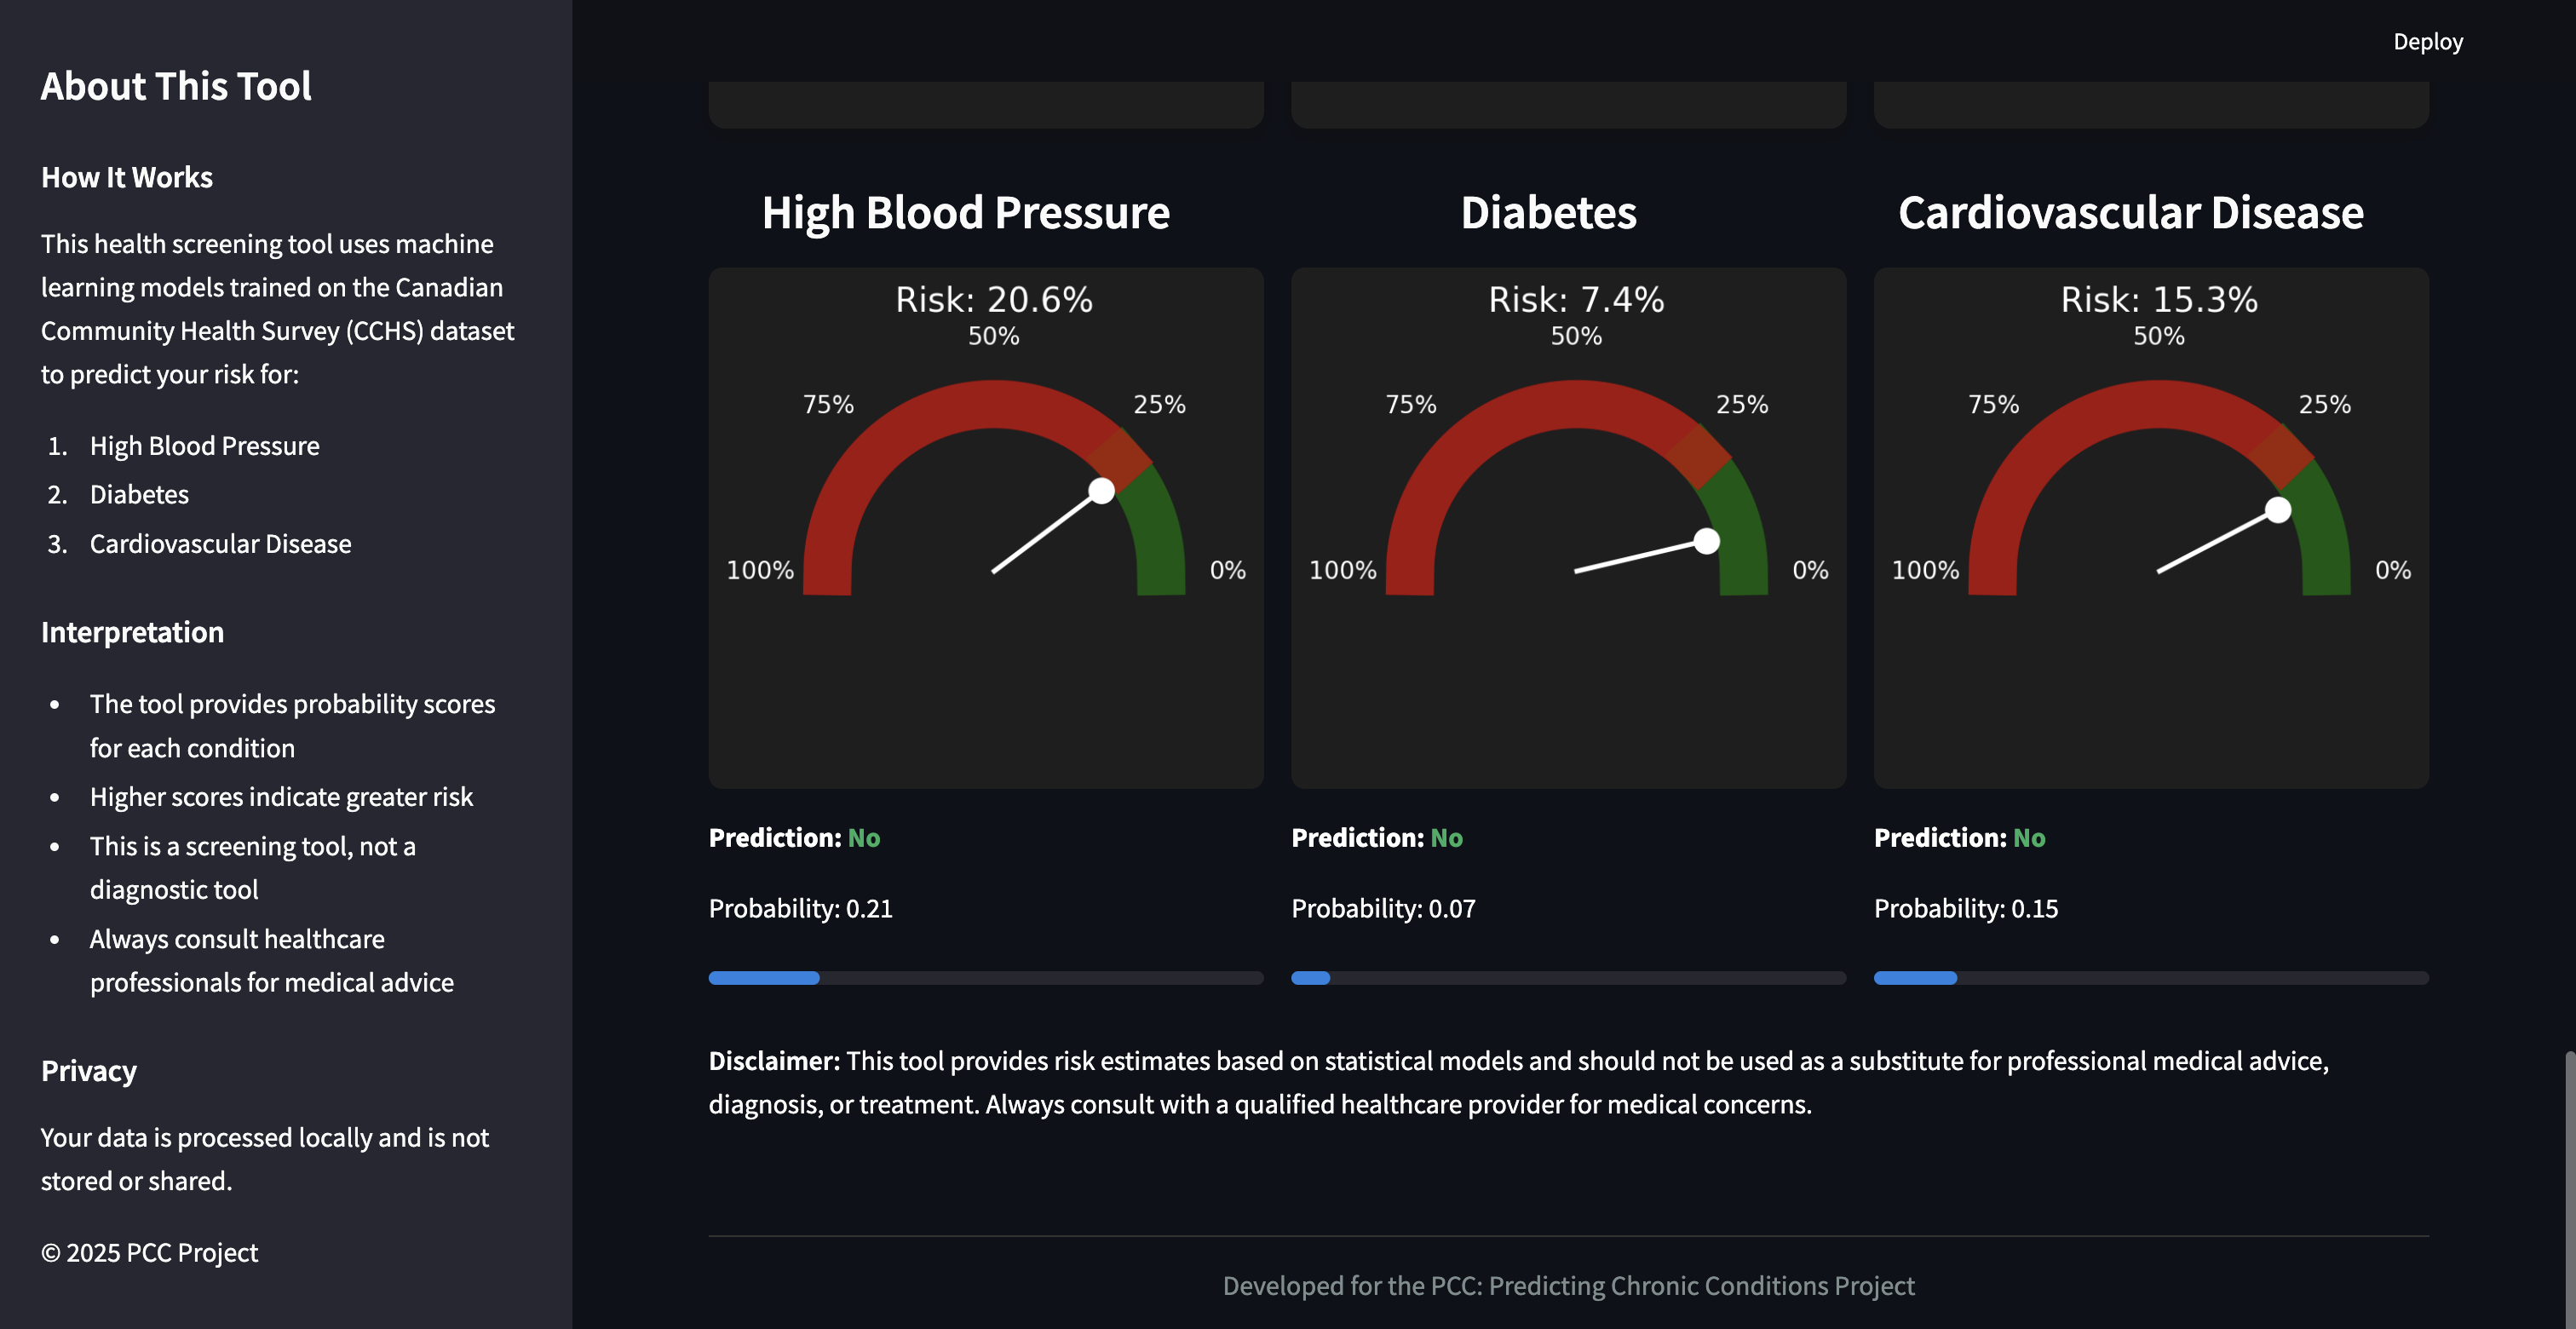 About This Tool
How It Works
This health screening tool uses machine
learning models trained on the Canadian
Community Health Survey (CCHS) dataset
to predict your risk for:
1. High Blood Pressure
2. Diabetes
3. Cardiovascular Disease
Interpretation
• The tool provides probability scores
for each condition
• Higher scores indicate greater risk
• This is a screening tool, not a
diagnostic tool
• Always consult healthcare
professionals for medical advice
Privacy
Your data is processed locally and is not
stored or shared.
© 2025 PCC Project
Deploy
High Blood Pressure
Risk: 20.6%
50%
75%
25%
100%
0%
Prediction: No
Probability: 0.21
Diabetes
Risk: 7.4%
50%
75%
25%
100%
0%
Prediction: No
Probability: 0.07
Cardiovascular Disease
Risk: 15.3%
50%
75%
25%
100%
0%
Prediction: No
Probability: 0.15
Disclaimer: This tool provides risk estimates based on statistical models and should not be used as a substitute for professional medical advice,
diagnosis, or treatment. Always consult with a qualified healthcare provider for medical concerns.
Developed for the PCC: Predicting Chronic Conditions Project